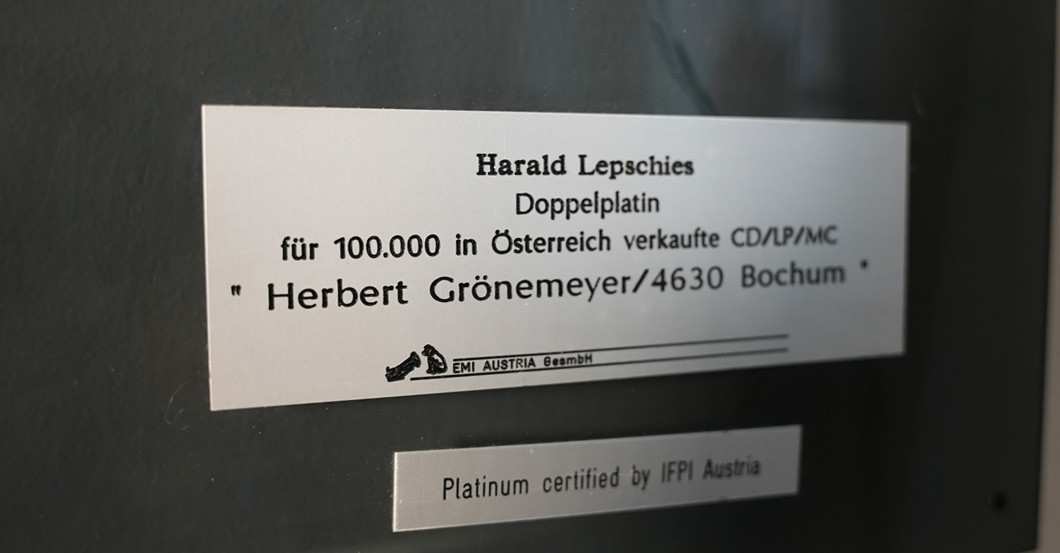 Harald Lepschies
Doppelplatin
für 100.000 in Österreich verkaufte CD/LP/MC
" Herbert Grönemeyer/4630 Bochum "
EMI AUSTRIA GesmbH
Platinum certified by IFPI Austria